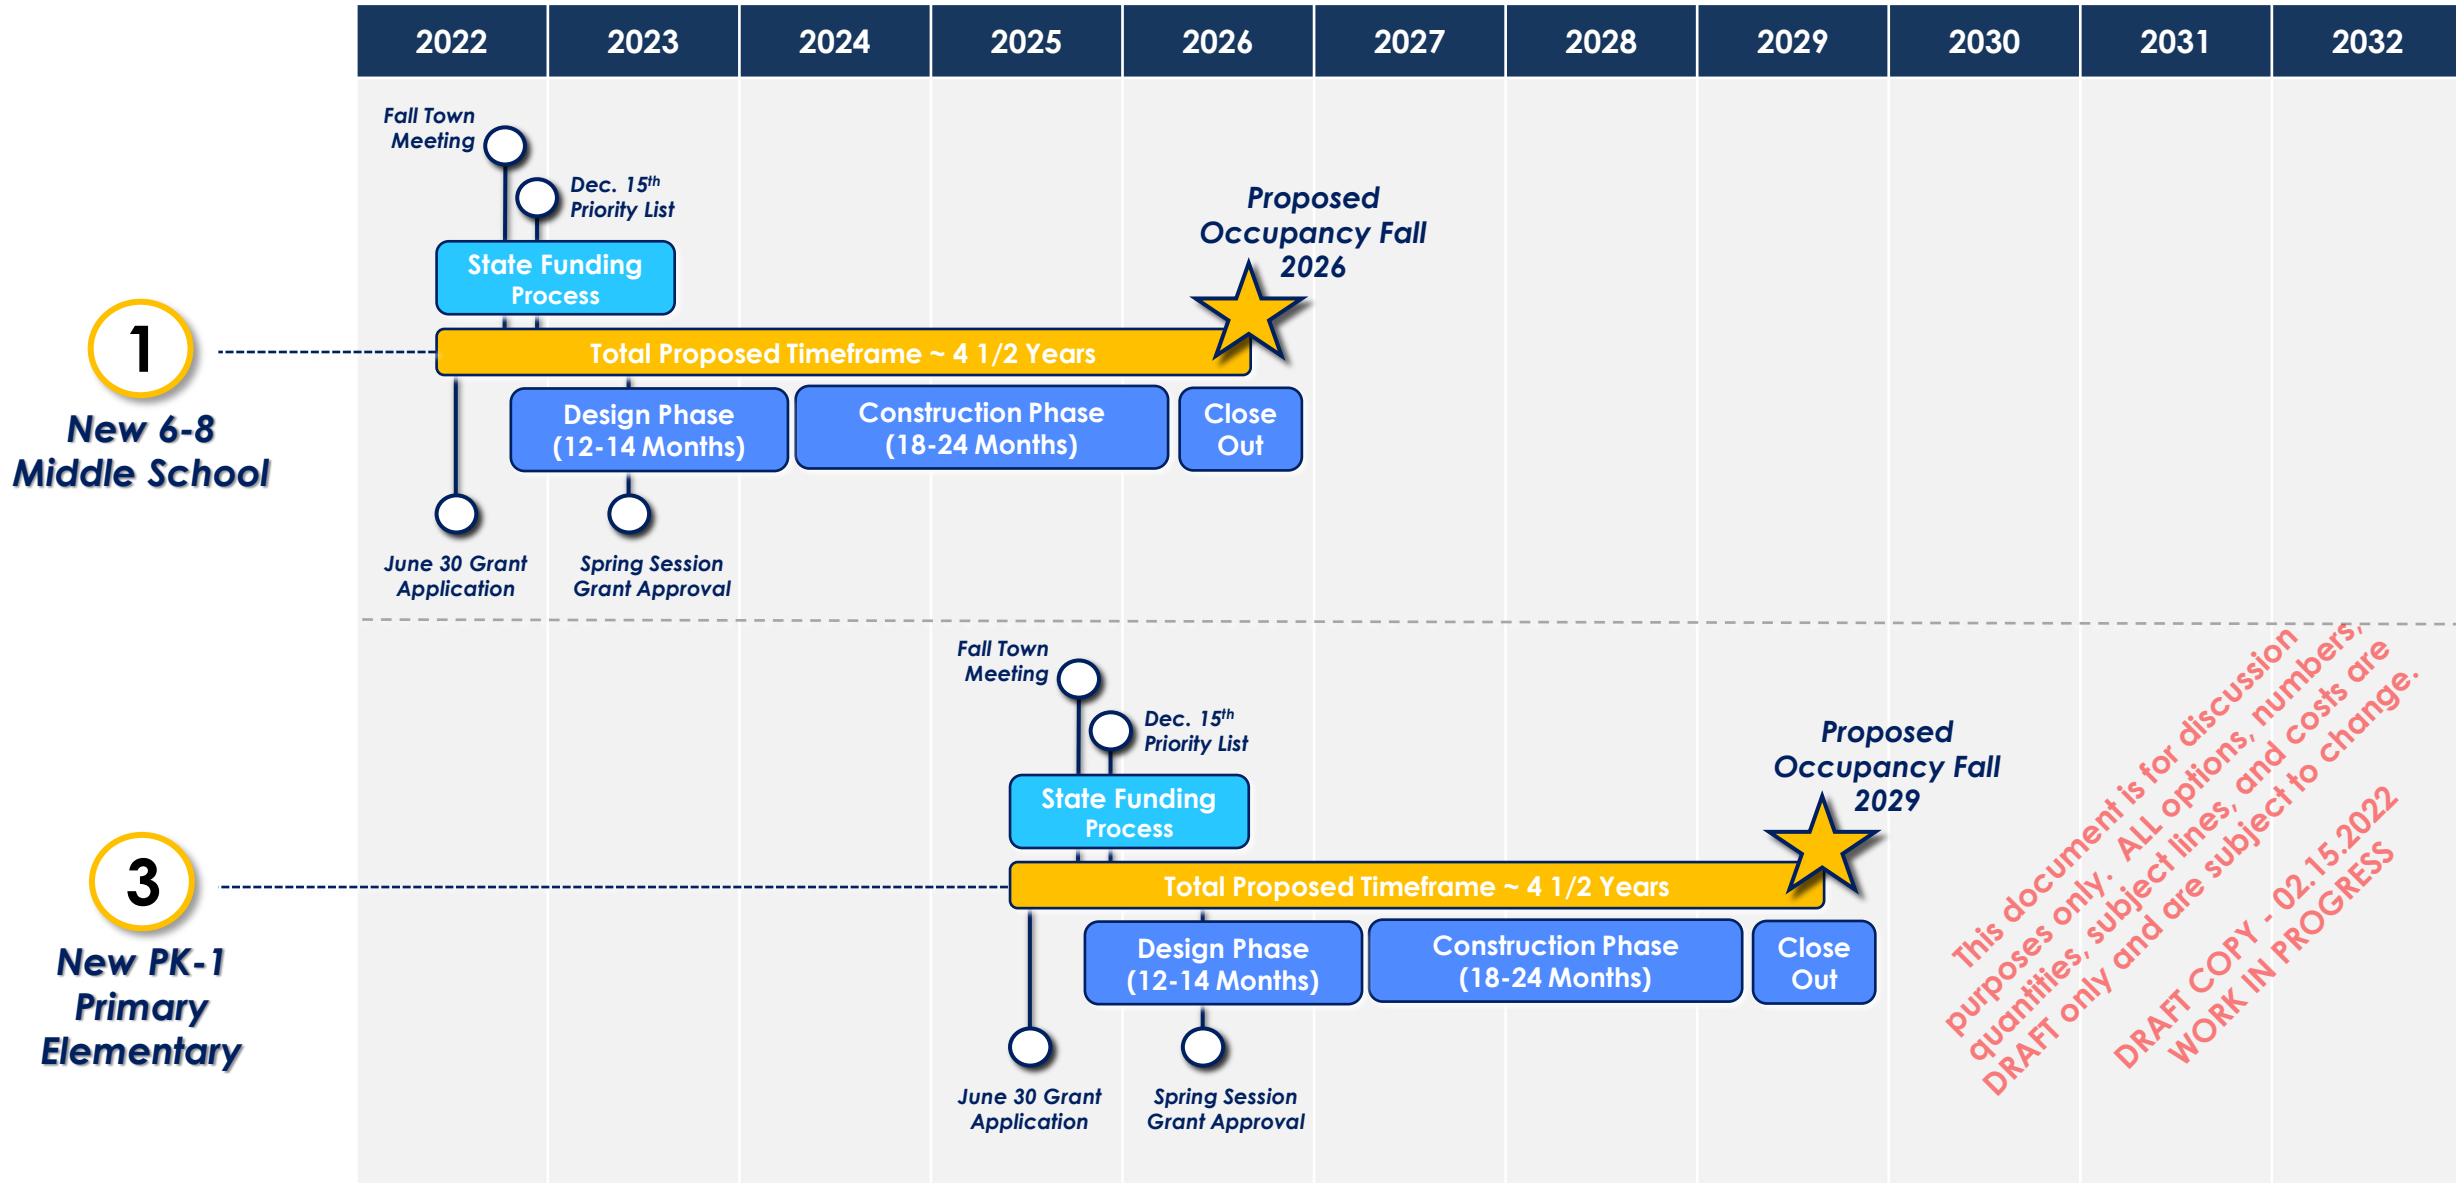 2022 2023 2024 2025 2026 2027 2028 2029 2030 2031 2032
Fall Town
Meeting
Dec. 15th
Priority List
Proposed
Occupancy Fall
2026
State Funding
Process
1
Total Proposed Timeframe ~ 4 1/2 Years
New 6-8
Middle School
Design Phase
(12-14 Months)
Construction Phase
(18-24 Months)
Close
Out
June 30 Grant
Application
Spring Session
Grant Approval
Fall Town
Meeting
Dec. 15th
Priority List
Proposed
Occupancy Fall
2029
State Funding
Process
3
Total Proposed Timeframe ~ 4 1/2 Years
New PK-1
Primary
Elementary
Design Phase
(12-14 Months)
Construction Phase
(18-24 Months)
Close
Out
June 30 Grant
Application
Spring Session
Grant Approval
This document is for discussion
purposes only. ALL options, numbers,
quantities, subject lines, and costs are
DRAFT only and are subject to change.
DRAFT COPY - 02.15.2022
WORK IN PROGRESS